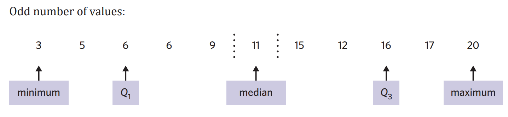 Odd number of values:
3 5 6 6 9 11 15 12 16 17 20
minimum Q₁ median Q₃ maximum